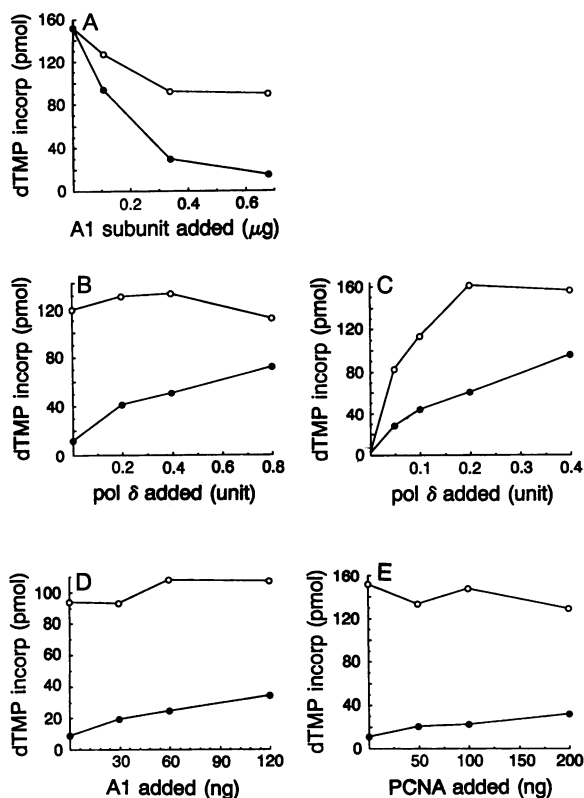 A
dTMP incorp (pmol)
160
120
80
40
0
0.2
0.4
0.6
A1 subunit added (μg)
B
dTMP incorp (pmol)
120
80
40
0
0.2
0.4
0.6
0.8
pol δ added (unit)
C
dTMP incorp (pmol)
160
120
80
40
0
0.1
0.2
0.3
0.4
pol δ added (unit)
D
dTMP incorp (pmol)
100
80
60
40
20
0
30
60
90
120
A1 added (ng)
E
dTMP incorp (pmol)
160
120
80
40
0
50
100
150
200
PCNA added (ng)